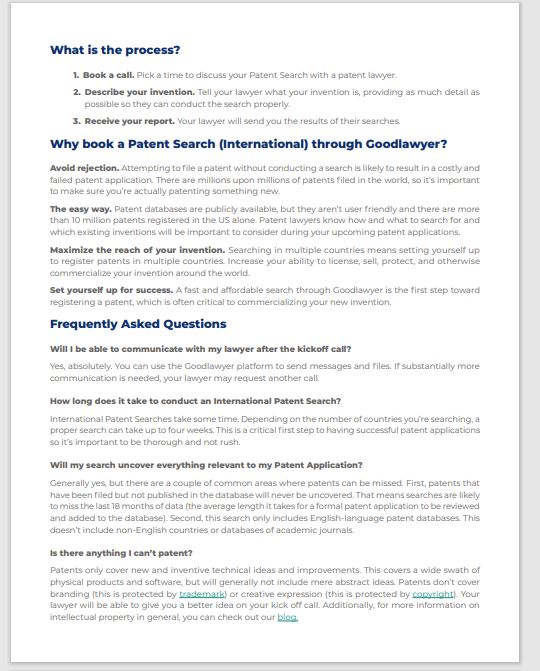 What is the process?
1. Book a call. Pick a time to discuss your Patent Search with a patent lawyer.
2. Describe your invention. Tell your lawyer what your invention is, providing as much detail as
possible so they can conduct the search properly.
3. Receive your report. Your lawyer will send you the results of their searches.
Why book a Patent Search (International) through Goodlawyer?
Avoid rejection. Attempting to file a patent without conducting a search is likely to result in a costly and
failed patent application. There are millions upon millions of patents filed in the world, so it's important
to make sure you're actually patenting something new.
The easy way. Patent databases are publicly available, but they aren't user friendly and there are more
than 10 million patents registered in the US alone. Patent lawyers know how and what to search for and
which existing inventions will be important to consider during your upcoming patent applications.
Maximize the reach of your invention. Searching in multiple countries means setting yourself up
to register patents in multiple countries. Increase your ability to license, sell, protect, and otherwise
commercialize your invention around the world.
Set yourself up for success. A fast and affordable search through Goodlawyer is the first step toward
registering a patent, which is often critical to commercializing your new invention.
Frequently Asked Questions
Will I be able to communicate with my lawyer after the kickoff call?
Yes, absolutely. You can use the Goodlawyer platform to send messages and files. If substantially more
communication is needed, your lawyer may request another call.
How long does it take to conduct an International Patent Search?
International Patent Searches take some time. Depending on the number of countries you're searching, a
proper search can take up to four weeks. This is a critical first step to having successful patent applications
so it's important to be thorough and not rush.
Will my search uncover everything relevant to my Patent Application?
Generally yes, but there are a couple of common areas where patents can be missed. First, patents that
have been filed but not published in the database will never be uncovered. That means searches are likely
to miss the last 18 months of data (the average length it takes for a formal patent application to be reviewed
and added to the database). Second, this search only includes English-language patent databases. This
doesn't include non-English countries or databases of academic journals.
Is there anything I can't patent?
Patents only cover new and inventive technical ideas and improvements. This covers a wide swath of
physical products and software, but will generally not include mere abstract ideas. Patents don't cover
branding (this is protected by trademark) or creative expression (this is protected by copyright). Your
lawyer will be able to give you a better idea on your kick off call. Additionally, for more information on
intellectual property in general, you can check out our blog.